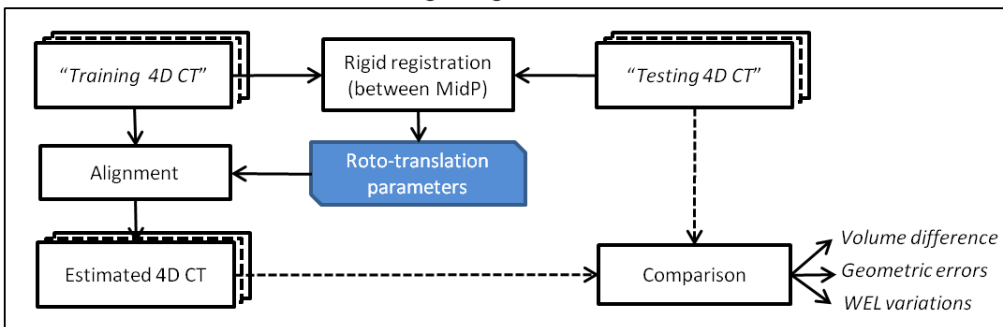 “Training 4D CT”
Rigid registration
(between MidP)
“Testing 4D CT”
Alignment
Roto-translation
parameters
Estimated 4D CT
Comparison
Volume difference
Geometric errors
WEL variations